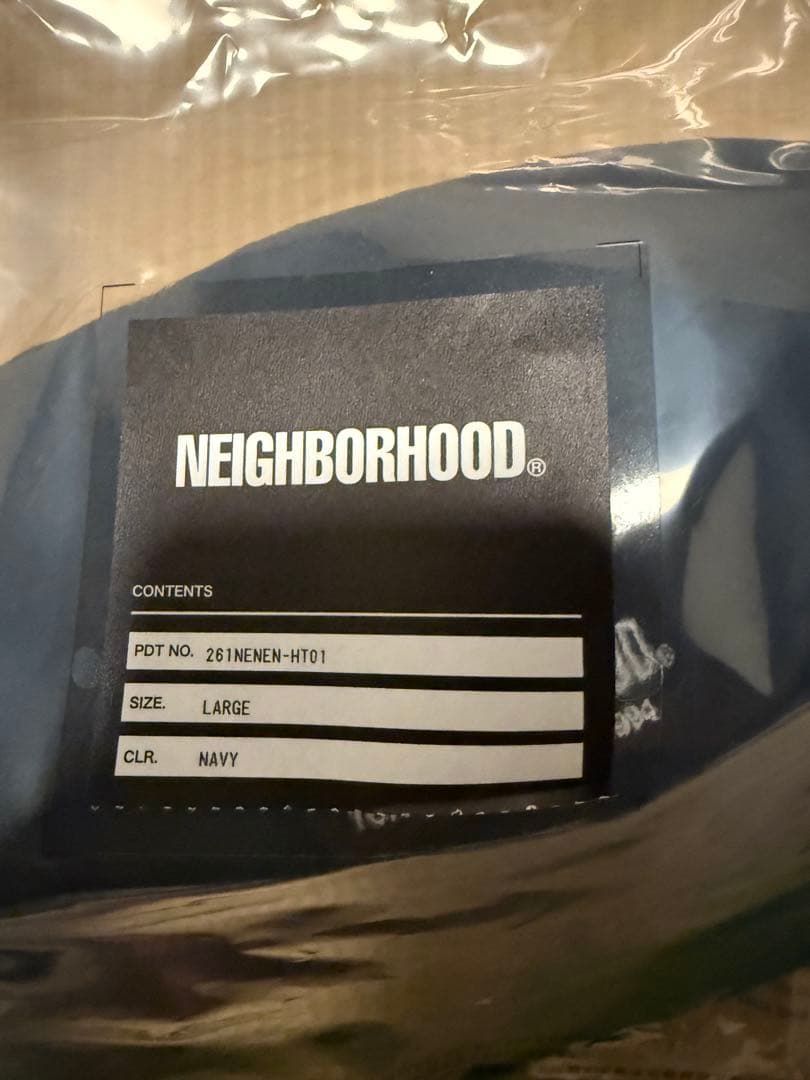 NEIGHBORHOOD®
CONTENTS
PDT NO. 261NENEN-HT01
SIZE. LARGE
CLR. NAVY